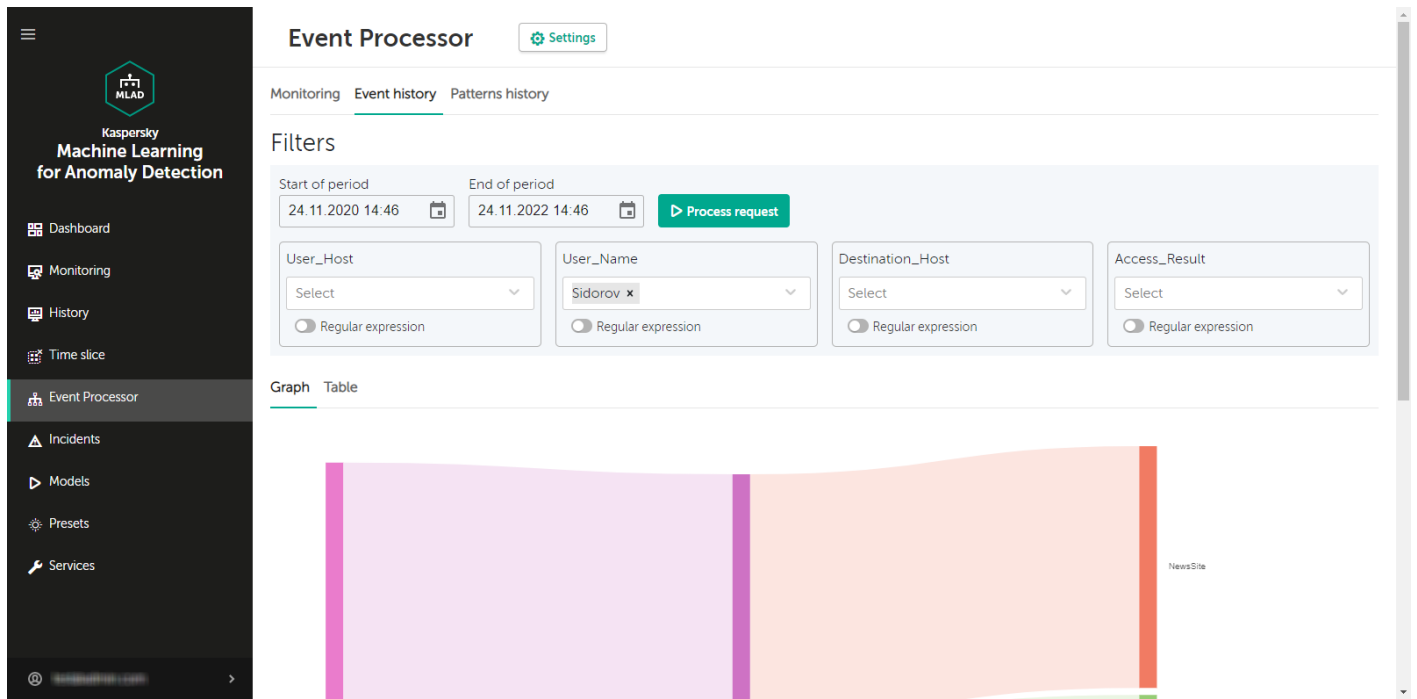 MLAD
Kaspersky
Machine Learning
for Anomaly Detection
Dashboard
Monitoring
History
Time slice
Event Processor
Incidents
Models
Presets
Services
Event Processor
Settings
Monitoring Event history Patterns history
Filters
Start of period End of period
24.11.2020 14:46 24.11.2022 14:46 Process request
User_Host User_Name Destination_Host Access_Result
Select Sidorov × Select Select
Regular expression Regular expression Regular expression Regular expression
Graph Table
NewsSite